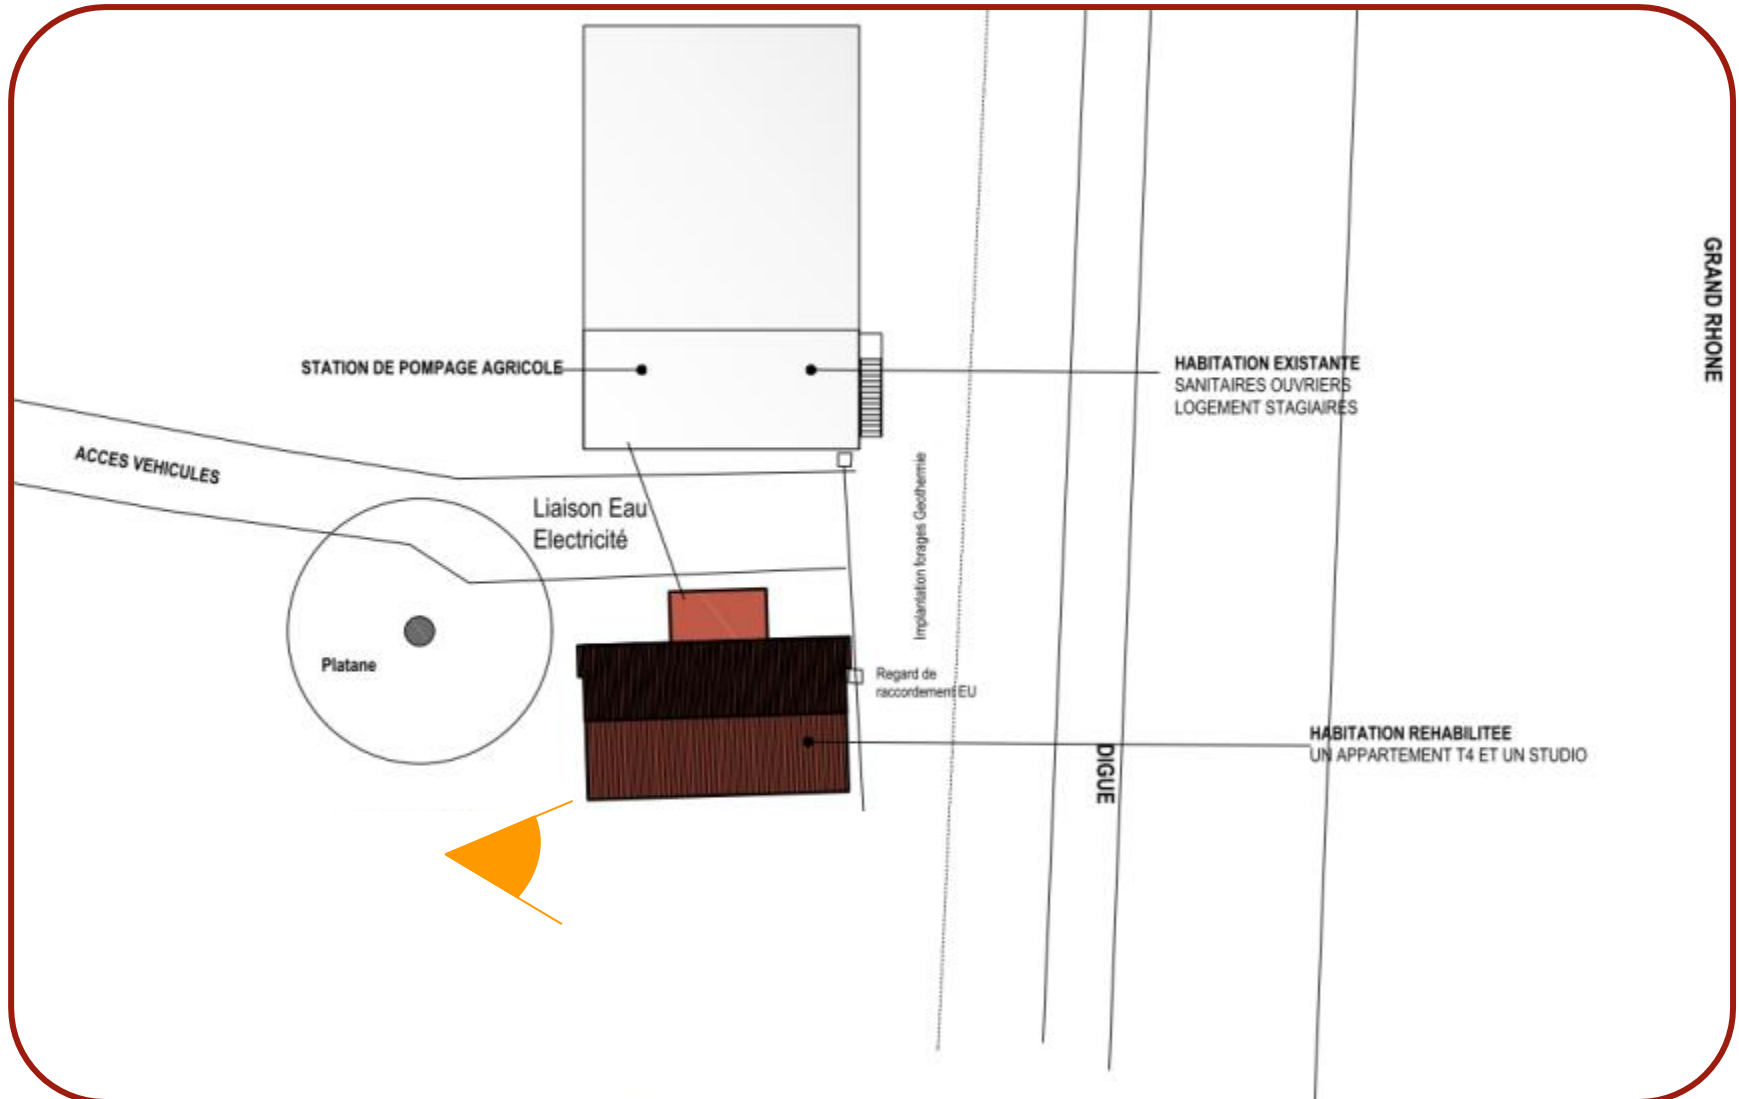 GRAND RHONE
STATION DE POMPAGE AGRICOLE
HABITATION EXISTANTE
SANITAIRES OUVRIERS
LOGEMENT STAGIAIRES
ACCES VEHICULES
Liaison Eau
Electricité
Implantation forages Geothermie
Platane
Regard de
raccordement EU
HABITATION REHABILITEE
UN APPARTEMENT T4 ET UN STUDIO
DIGUE